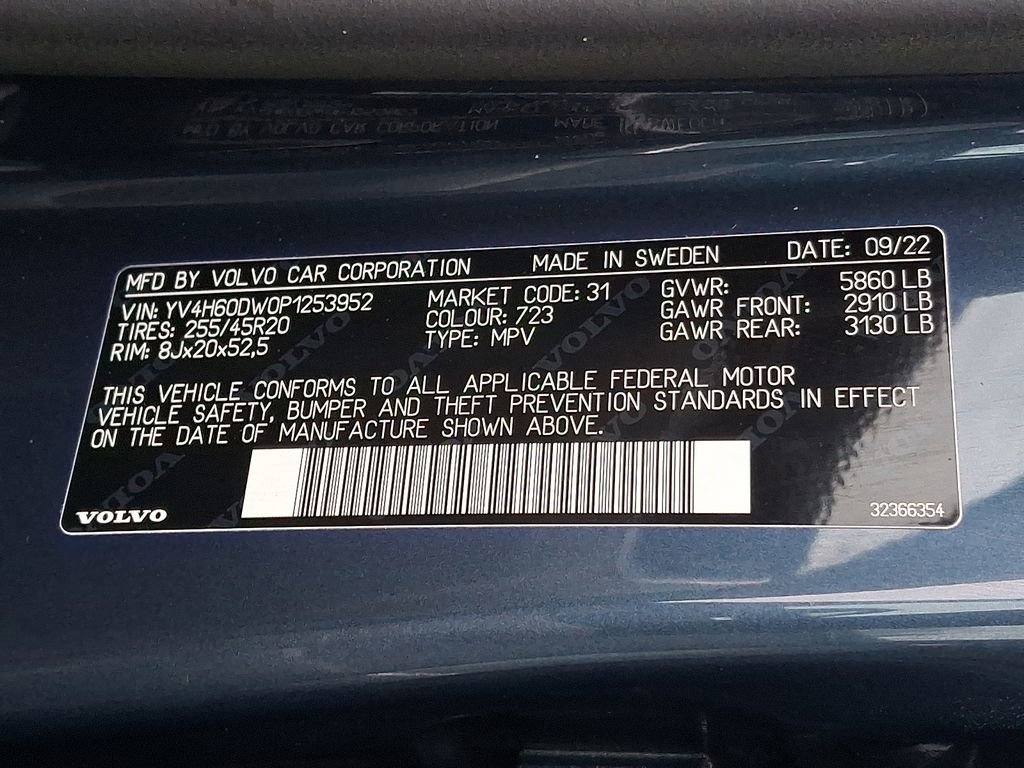 MFD BY VOLVO CAR CORPORATION MADE IN SWEDEN DATE: 09/22
VIN: YV4H60DW0P1253952 MARKET CODE: 31 GVWR: 5860 LB
TIRES: 255/45R20 COLOUR: 723 GAWR FRONT: 2910 LB
RIM: 8Jx20x52,5 TYPE: MPV GAWR REAR: 3130 LB
THIS VEHICLE CONFORMS TO ALL APPLICABLE FEDERAL MOTOR
VEHICLE SAFETY, BUMPER AND THEFT PREVENTION STANDARDS IN EFFECT
ON THE DATE OF MANUFACTURE SHOWN ABOVE.
VOLVO 32366354